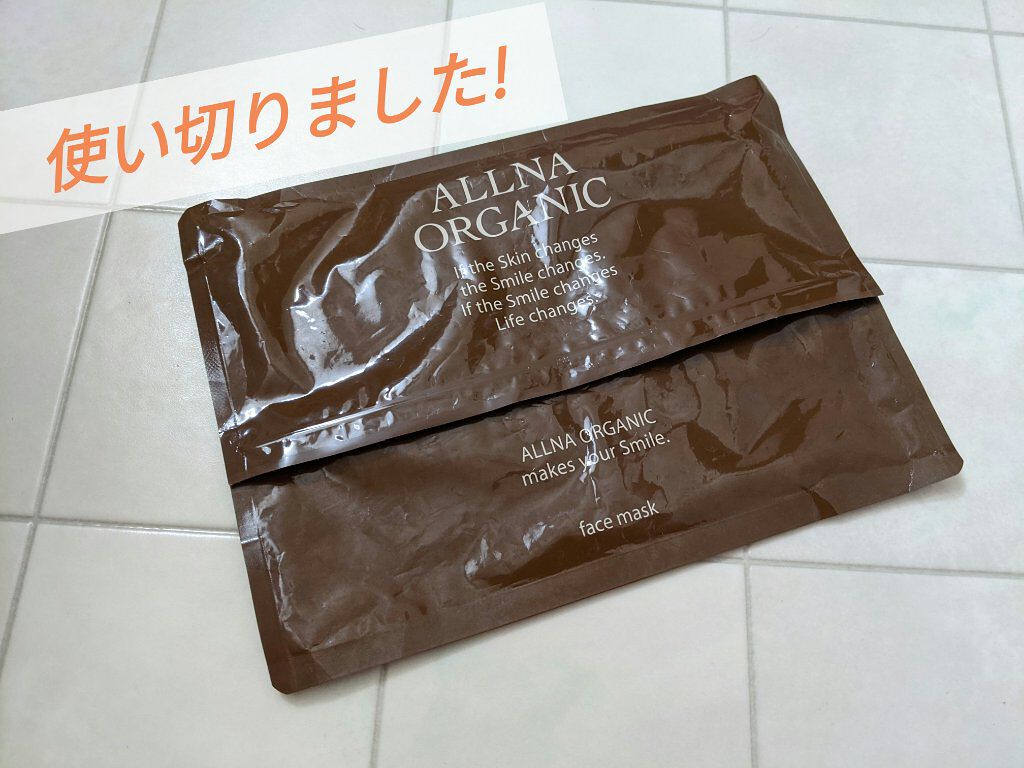 使い切りました!
ALLNA
ORGANIC
If the Skin changes
the Smile changes.
If the Smile changes
Life changes.
ALLNA ORGANIC
makes your Smile.
face mask